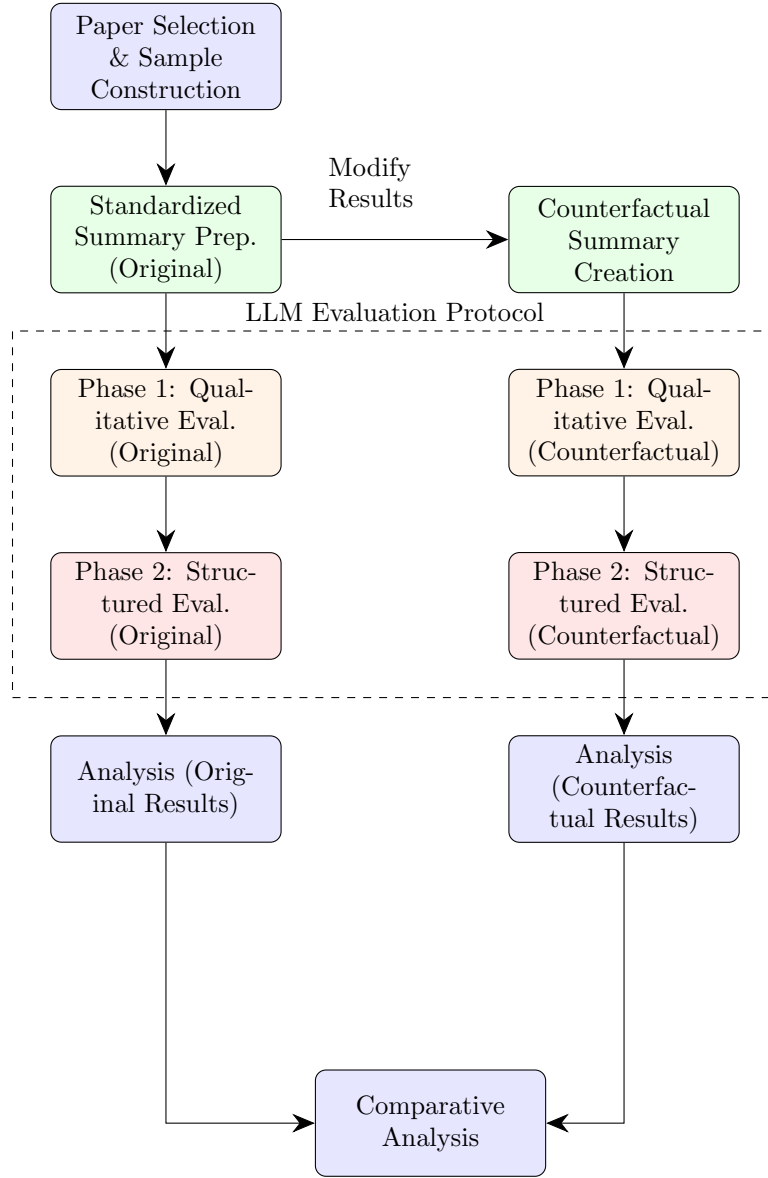 Paper Selection
& Sample
Construction
Modify
Results
Standardized
Summary Prep.
(Original)
Counterfactual
Summary
Creation
LLM Evaluation Protocol
Phase 1: Qual-
itative Eval.
(Original)
Phase 1: Qual-
itative Eval.
(Counterfactual)
Phase 2: Struc-
tured Eval.
(Original)
Phase 2: Struc-
tured Eval.
(Counterfactual)
Analysis (Orig-
inal Results)
Analysis
(Counterfac-
tual Results)
Comparative
Analysis